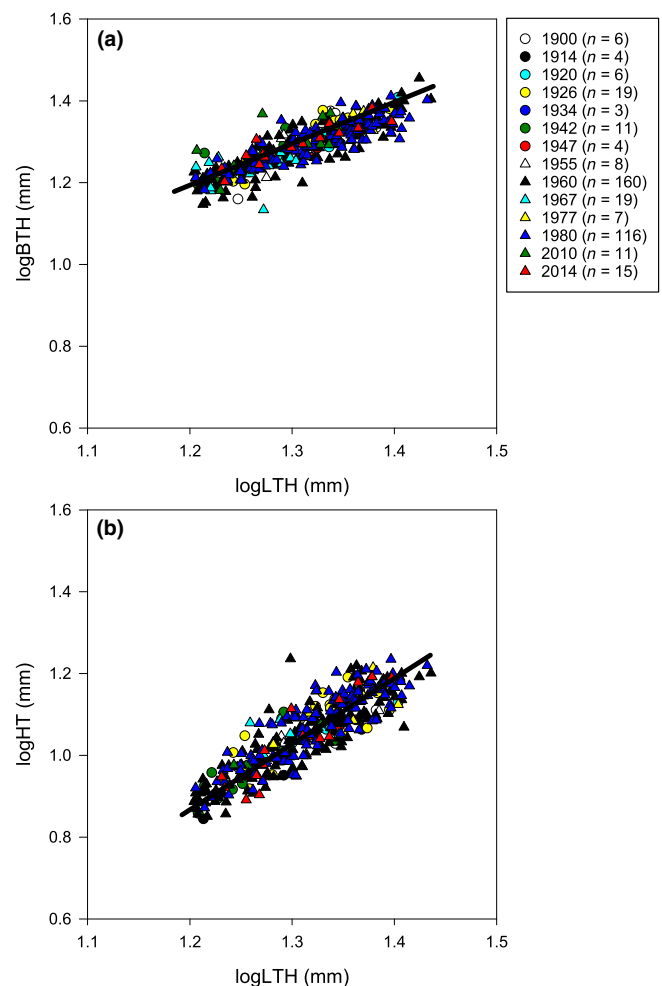 (a)
1.6
1.4
1.2
1.0
0.8
0.6
logBTH (mm)
1.1 1.2 1.3 1.4 1.5
logLTH (mm)
1900 (n = 6)
1914 (n = 4)
1920 (n = 6)
1926 (n = 19)
1934 (n = 3)
1942 (n = 11)
1947 (n = 4)
1955 (n = 8)
1960 (n = 160)
1967 (n = 19)
1977 (n = 7)
1980 (n = 116)
2010 (n = 11)
2014 (n = 15)
(b)
1.6
1.4
1.2
1.0
0.8
0.6
logHT (mm)
1.1 1.2 1.3 1.4 1.5
logLTH (mm)